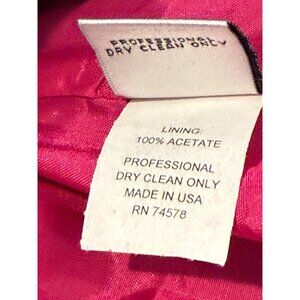 PROFESSIONAL
DRY CLEAN ONLY
LINING:
100% ACETATE
PROFESSIONAL
DRY CLEAN ONLY
MADE IN USA
RN 74578